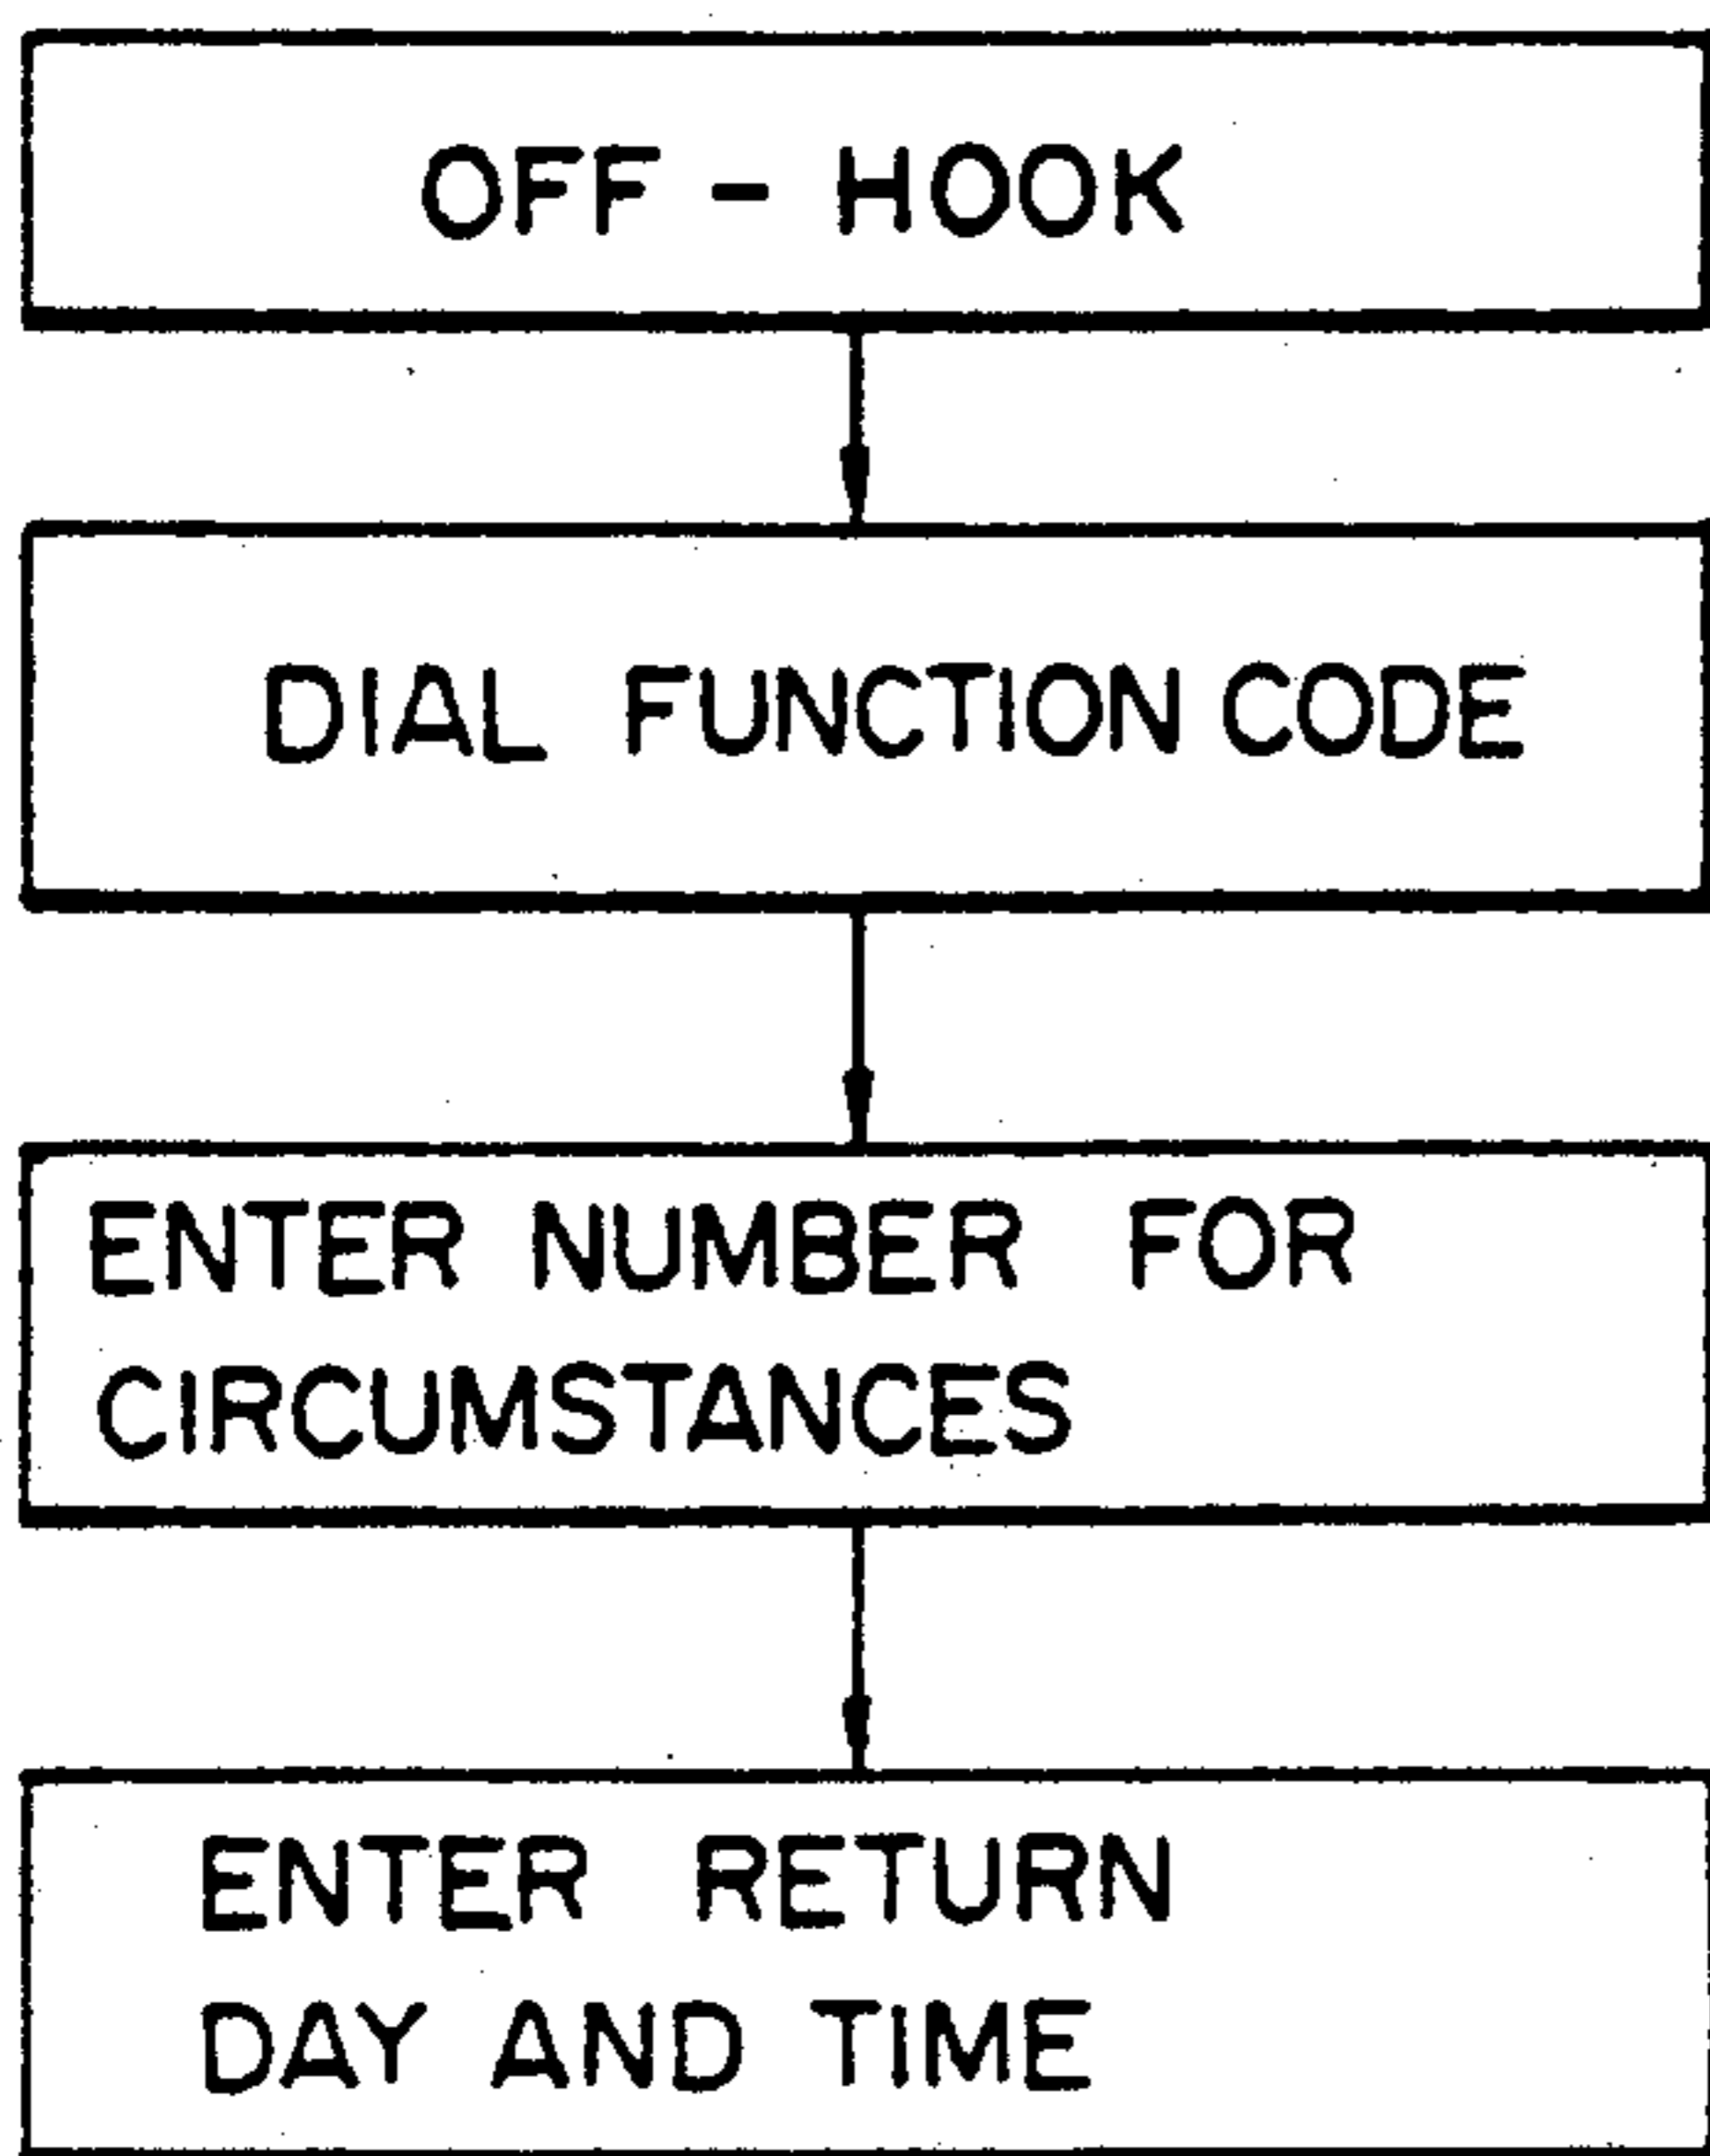 OFF - HOOK
DIAL FUNCTION CODE
ENTER NUMBER FOR
CIRCUMSTANCES
ENTER RETURN
DAY AND TIME